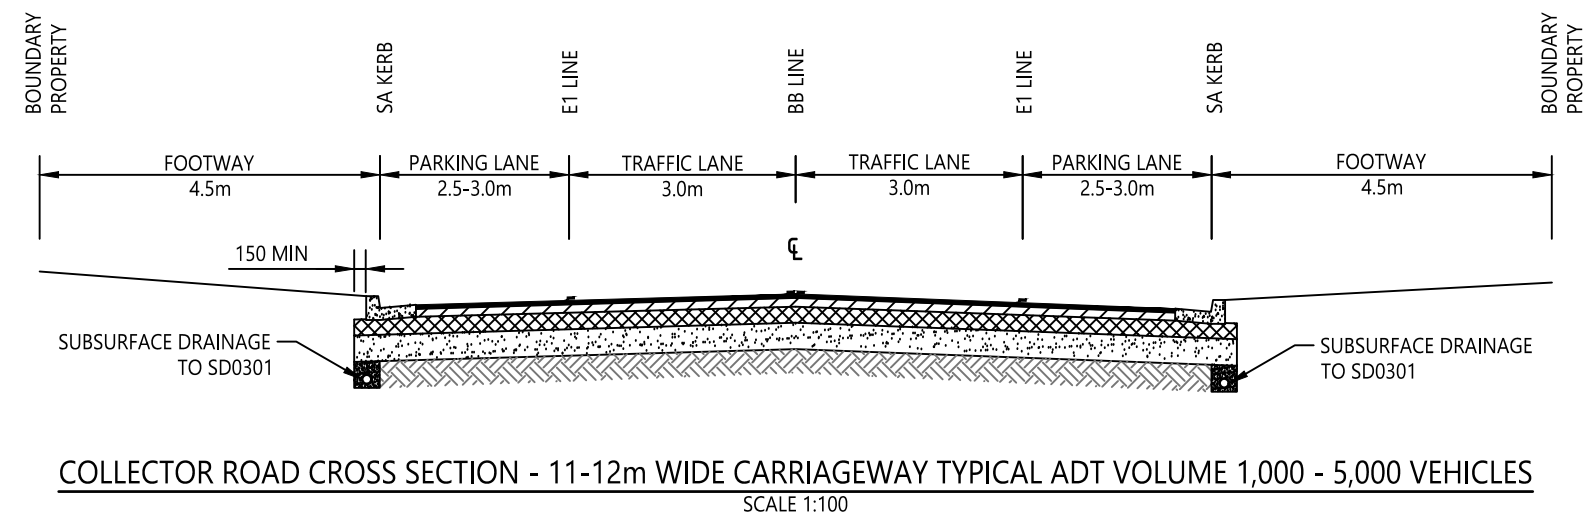 BOUNDARY
PROPERTY
SA KERB
E1 LINE
BB LINE
E1 LINE
SA KERB
BOUNDARY
PROPERTY
FOOTWAY
4.5m
PARKING LANE
2.5-3.0m
TRAFFIC LANE
3.0m
TRAFFIC LANE
3.0m
PARKING LANE
2.5-3.0m
FOOTWAY
4.5m
℄
150 MIN
SUBSURFACE DRAINAGE
TO SD0301
SUBSURFACE DRAINAGE
TO SD0301
COLLECTOR ROAD CROSS SECTION - 11-12m WIDE CARRIAGEWAY TYPICAL ADT VOLUME 1,000 - 5,000 VEHICLES
SCALE 1:100